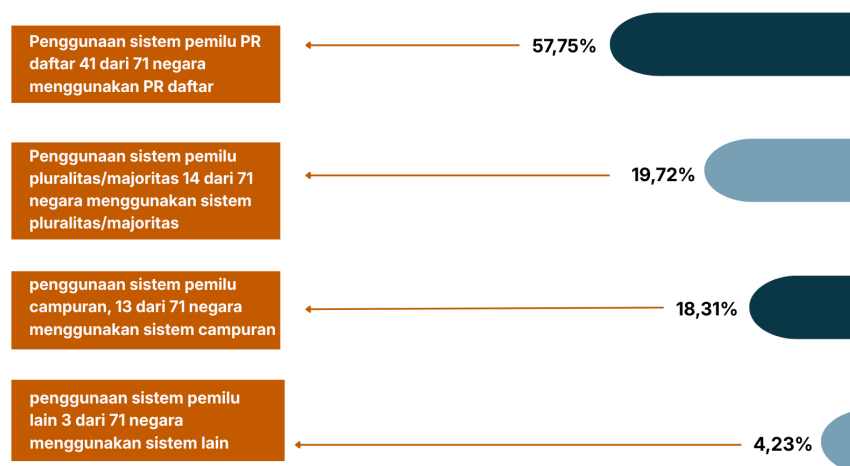 Penggunaan sistem pemilu PR
daftar 41 dari 71 negara
menggunakan PR daftar
57,75%
Penggunaan sistem pemilu
pluralitas/majoritas 14 dari 71
negara menggunakan sistem
pluralitas/majoritas
19,72%
penggunaan sistem pemilu
campuran, 13 dari 71 negara
menggunakan sistem campuran
18,31%
penggunaan sistem pemilu
lain 3 dari 71 negara
menggunakan sistem lain
4,23%